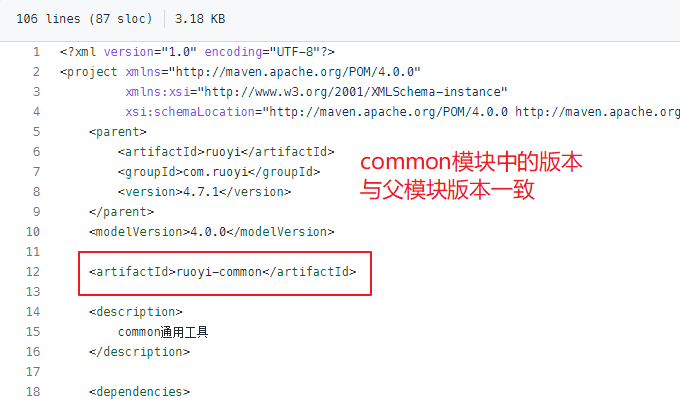 106 lines (87 sloc) 3.18 KB
1 <?xml version="1.0" encoding="UTF-8"?>
2 <project xmlns="http://maven.apache.org/POM/4.0.0"
3 xmlns:xsi="http://www.w3.org/2001/XMLSchema-instance"
4 xsi:schemaLocation="http://maven.apache.org/POM/4.0.0 http://maven.apache.org
5 <parent>
6 <artifactId>ruoyi</artifactId>
7 <groupId>com.ruoyi</groupId>
8 <version>4.7.1</version>
9 </parent>
common模块中的版本
与父模块版本一致
10 <modelVersion>4.0.0</modelVersion>
11
12 <artifactId>ruoyi-common</artifactId>
13
14 <description>
15 common通用工具
16 </description>
17
18 <dependencies>